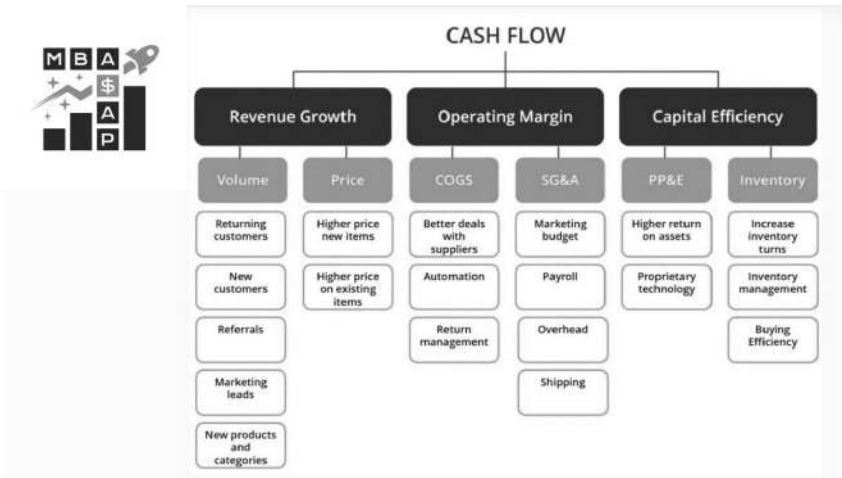 MBA
$
A
P
CASH FLOW
Revenue Growth
Operating Margin
Capital Efficiency
Volume
Price
COGS
SG&A
PP&E
Inventory
Returning
customers
New
customers
Referrals
Marketing
leads
New products
and
categories
Higher price
new items
Higher price
on existing
items
Better deals
with
suppliers
Automation
Return
management
Marketing
budget
Payroll
Overhead
Shipping
Higher return
on assets
Proprietary
technology
Increase
inventory
turns
Inventory
management
Buying
Efficiency